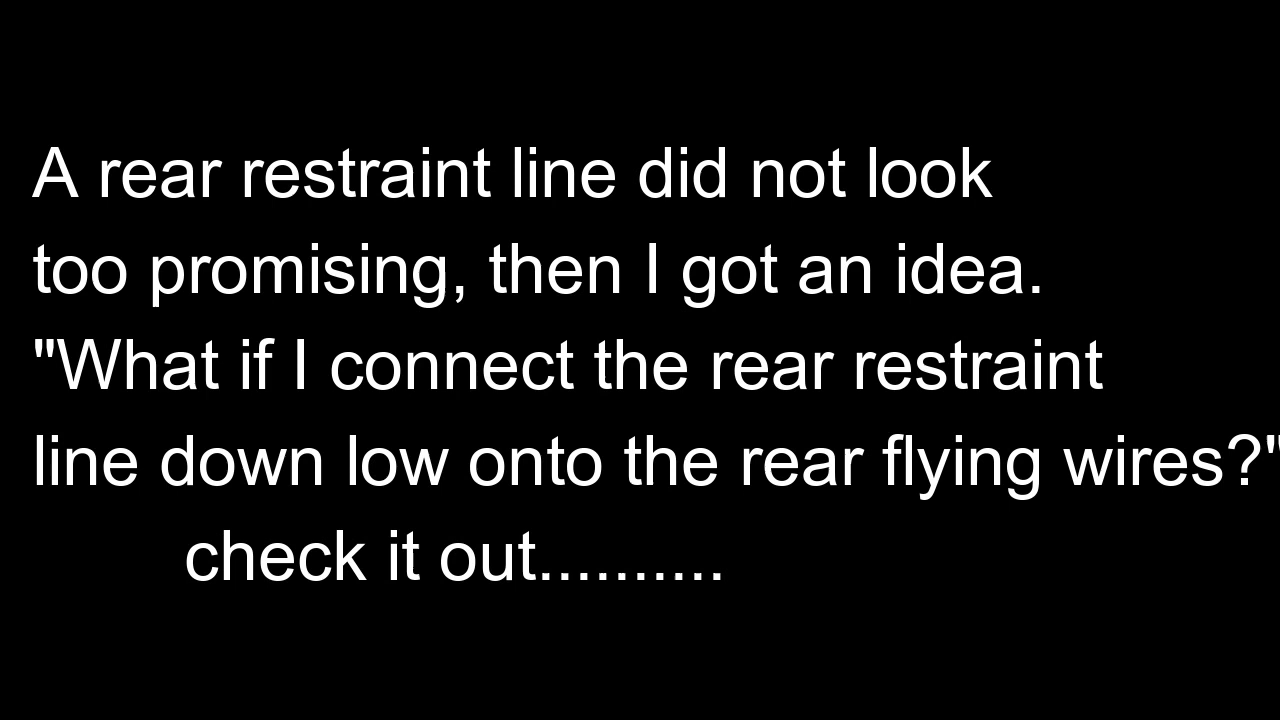 A rear restraint line did not look
too promising, then I got an idea.
"What if I connect the rear restraint
line down low onto the rear flying wires?"
check it out..........